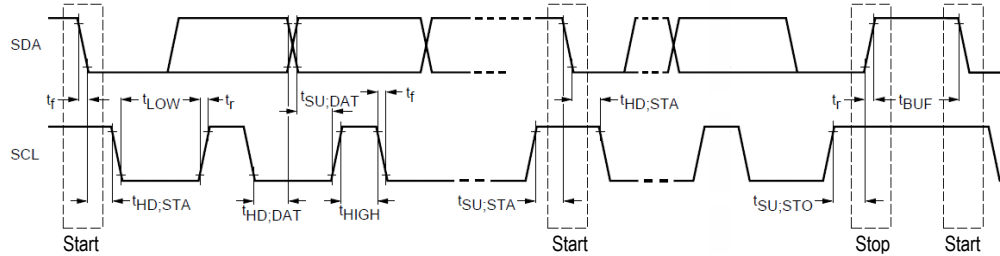 SDA
tf
tLOW
tr
tSU;DAT
tf
tHD;STA
tr
tBUF
SCL
tHD;STA
tHD;DAT
tHIGH
tSU;STA
tSU;STO
Start
Start
Stop
Start